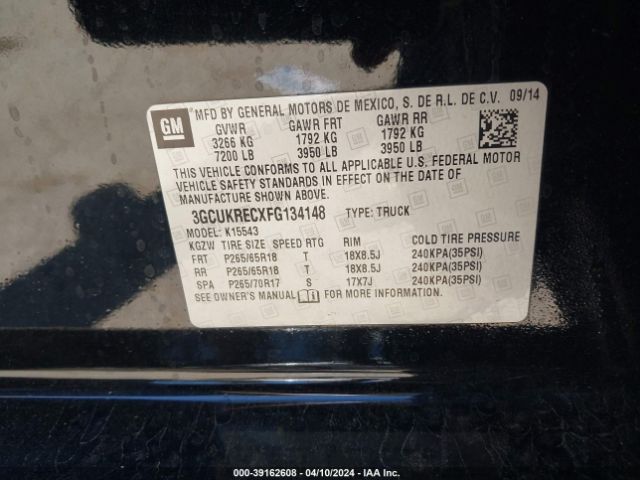 GM
MFD BY GENERAL MOTORS DE MEXICO, S. DE R.L. DE C.V. 09/14
GVWR GAWR FRT GAWR RR
3266 KG 1792 KG 1792 KG
7200 LB 3950 LB 3950 LB
THIS VEHICLE CONFORMS TO ALL APPLICABLE U.S. FEDERAL MOTOR
VEHICLE SAFETY STANDARDS IN EFFECT ON THE DATE OF
MANUFACTURE SHOWN ABOVE.
3GCUKRECXFG134148 TYPE: TRUCK
MODEL: K15543
KGZW TIRE SIZE SPEED RTG RIM COLD TIRE PRESSURE
FRT P265/65R18 T 18X8.5J 240KPA(35PSI)
RR P265/65R18 T 18X8.5J 240KPA(35PSI)
SPA P265/70R17 S 17X7J 240KPA(35PSI)
SEE OWNER'S MANUAL FOR MORE INFORMATION.
000-39162608 - 04/10/2024 - IAA Inc.